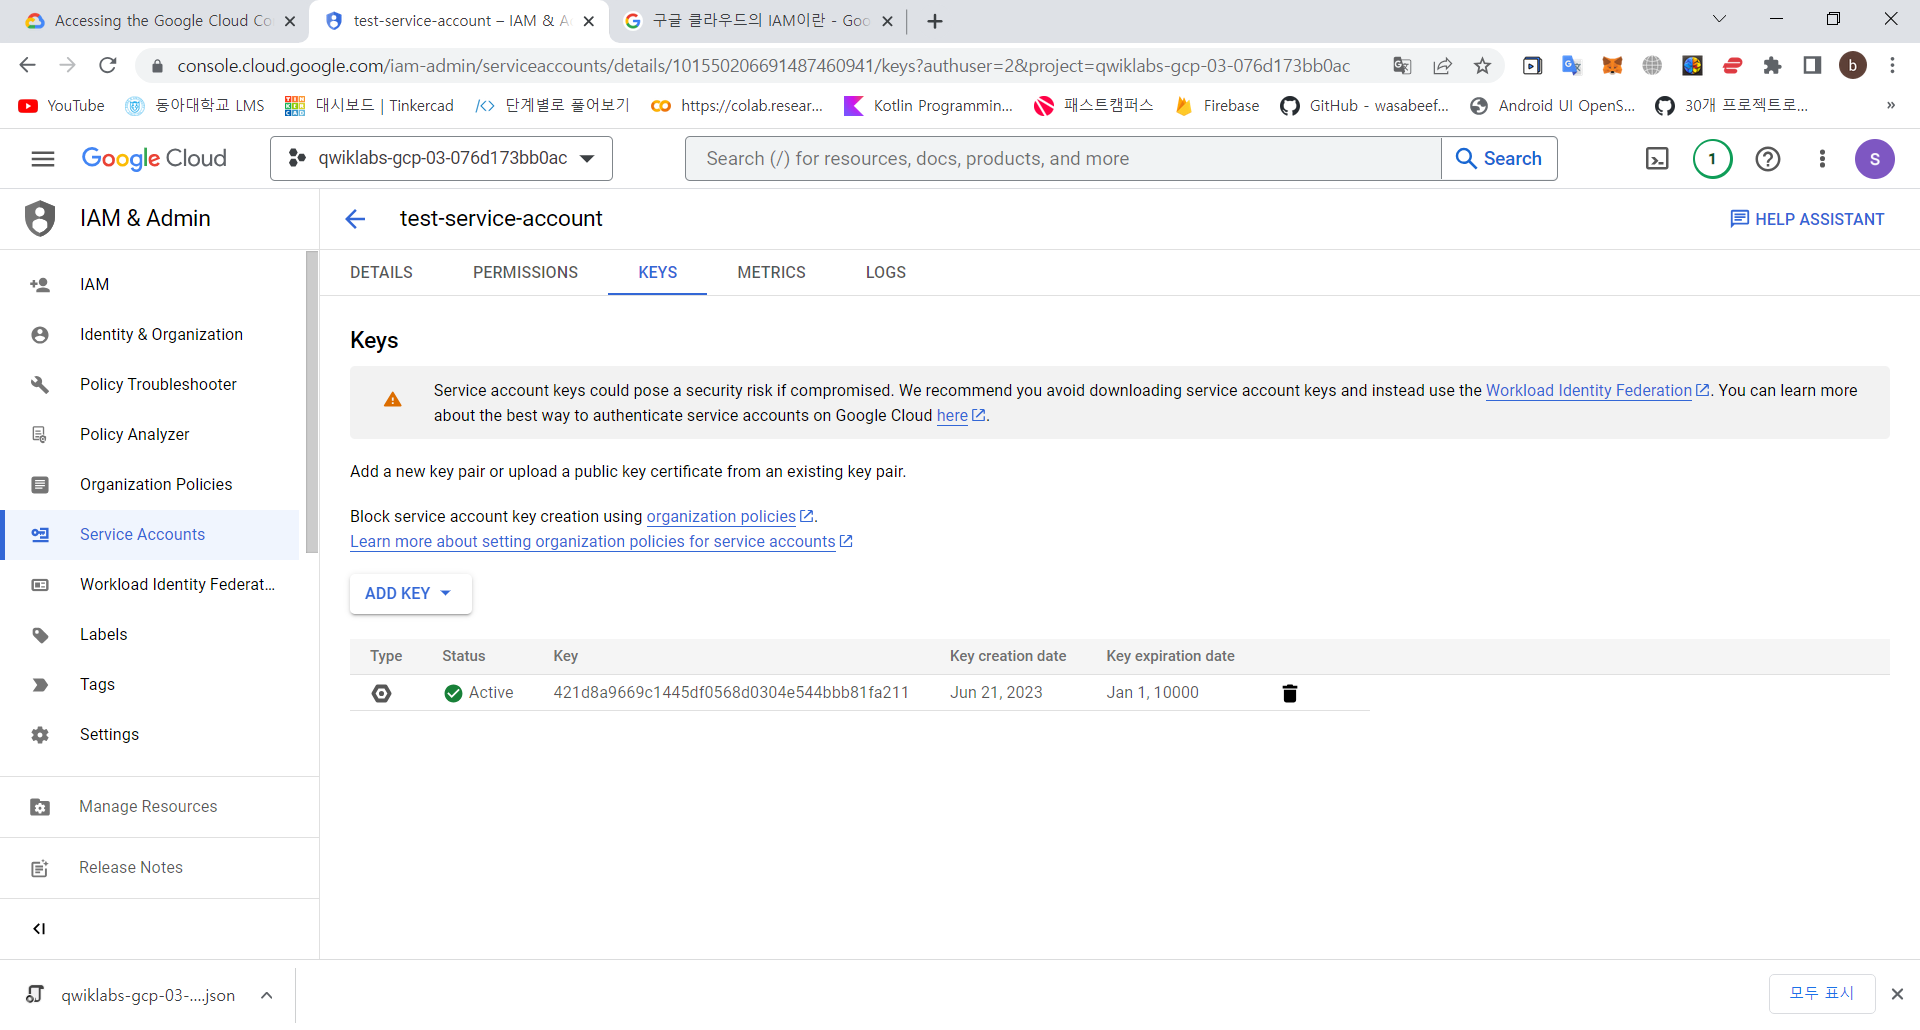 Accessing the Google Cloud Co
test-service-account – IAM & A
구글 클라우드의 IAM이란 - Goo
console.cloud.google.com/iam-admin/serviceaccounts/details/101550206691487460941/keys?authuser=2&project=qwiklabs-gcp-03-076d173bb0ac
b
YouTube
동아대학교 LMS
대시보드 | Tinkercad
단계별로 풀어보기
https://colab.resear...
Kotlin Programmin...
패스트캠퍼스
Firebase
GitHub - wasabeef...
Android UI OpenS...
30개 프로젝트로...
»
Google Cloud
qwiklabs-gcp-03-076d173bb0ac
Search (/) for resources, docs, products, and more
Search
1
S
IAM & Admin
test-service-account
HELP ASSISTANT
IAM
Identity & Organization
Policy Troubleshooter
Policy Analyzer
Organization Policies
Service Accounts
Workload Identity Federat...
Labels
Tags
Settings
Manage Resources
Release Notes
DETAILS
PERMISSIONS
KEYS
METRICS
LOGS
Keys
Service account keys could pose a security risk if compromised. We recommend you avoid downloading service account keys and instead use the Workload Identity Federation. You can learn more
about the best way to authenticate service accounts on Google Cloud here.
Add a new key pair or upload a public key certificate from an existing key pair.
Block service account key creation using organization policies.
Learn more about setting organization policies for service accounts
ADD KEY
Type Status Key Key creation date Key expiration date
Active 421d8a9669c1445df0568d0304e544bbb81fa211 Jun 21, 2023 Jan 1, 10000
qwiklabs-gcp-03-....json
모두 표시